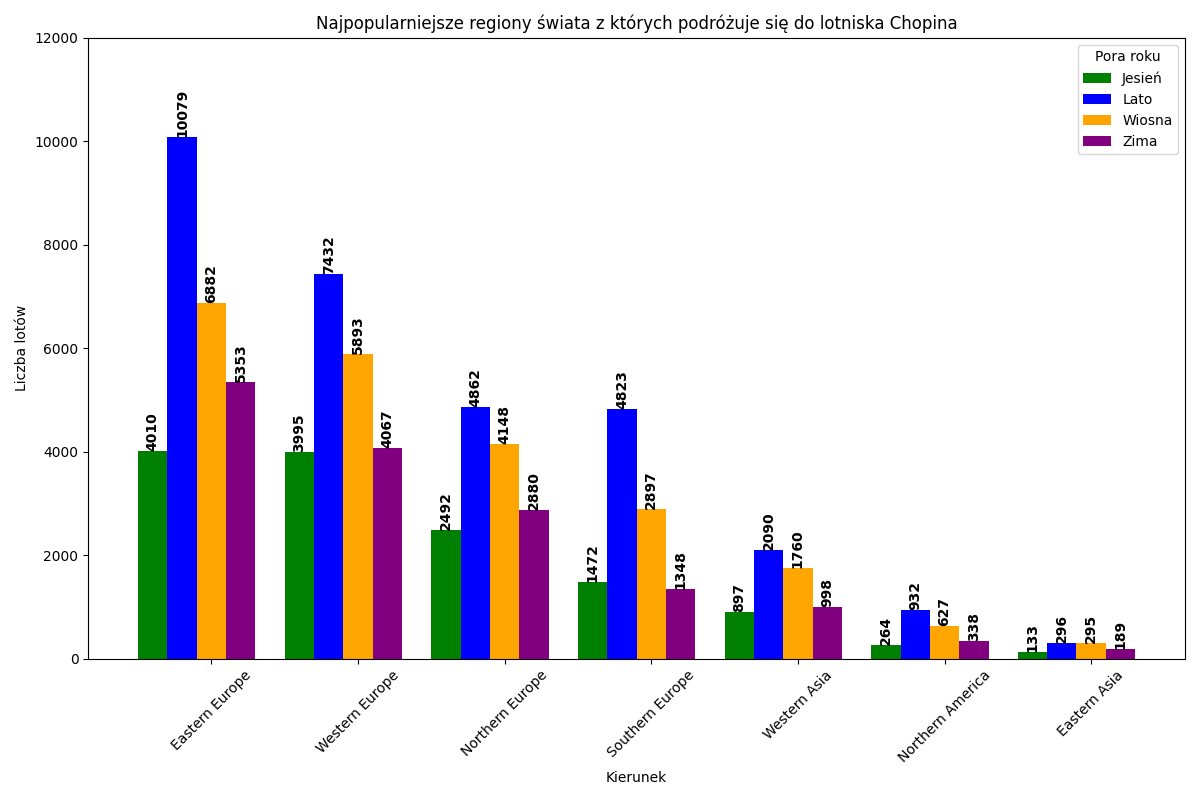 Najpopularniejsze regiony świata z których podróżuje się do lotniska Chopina
Pora roku
Jesień
Lato
Wiosna
Zima
Liczba lotów
12000
10000
8000
6000
4000
2000
0
4010
10079
6882
5353
3995
7432
5893
4067
2492
4862
4148
2880
1472
4823
2897
1348
897
2090
1760
998
264
932
627
338
133
296
295
189
Eastern Europe
Western Europe
Northern Europe
Southern Europe
Western Asia
Northern America
Eastern Asia
Kierunek